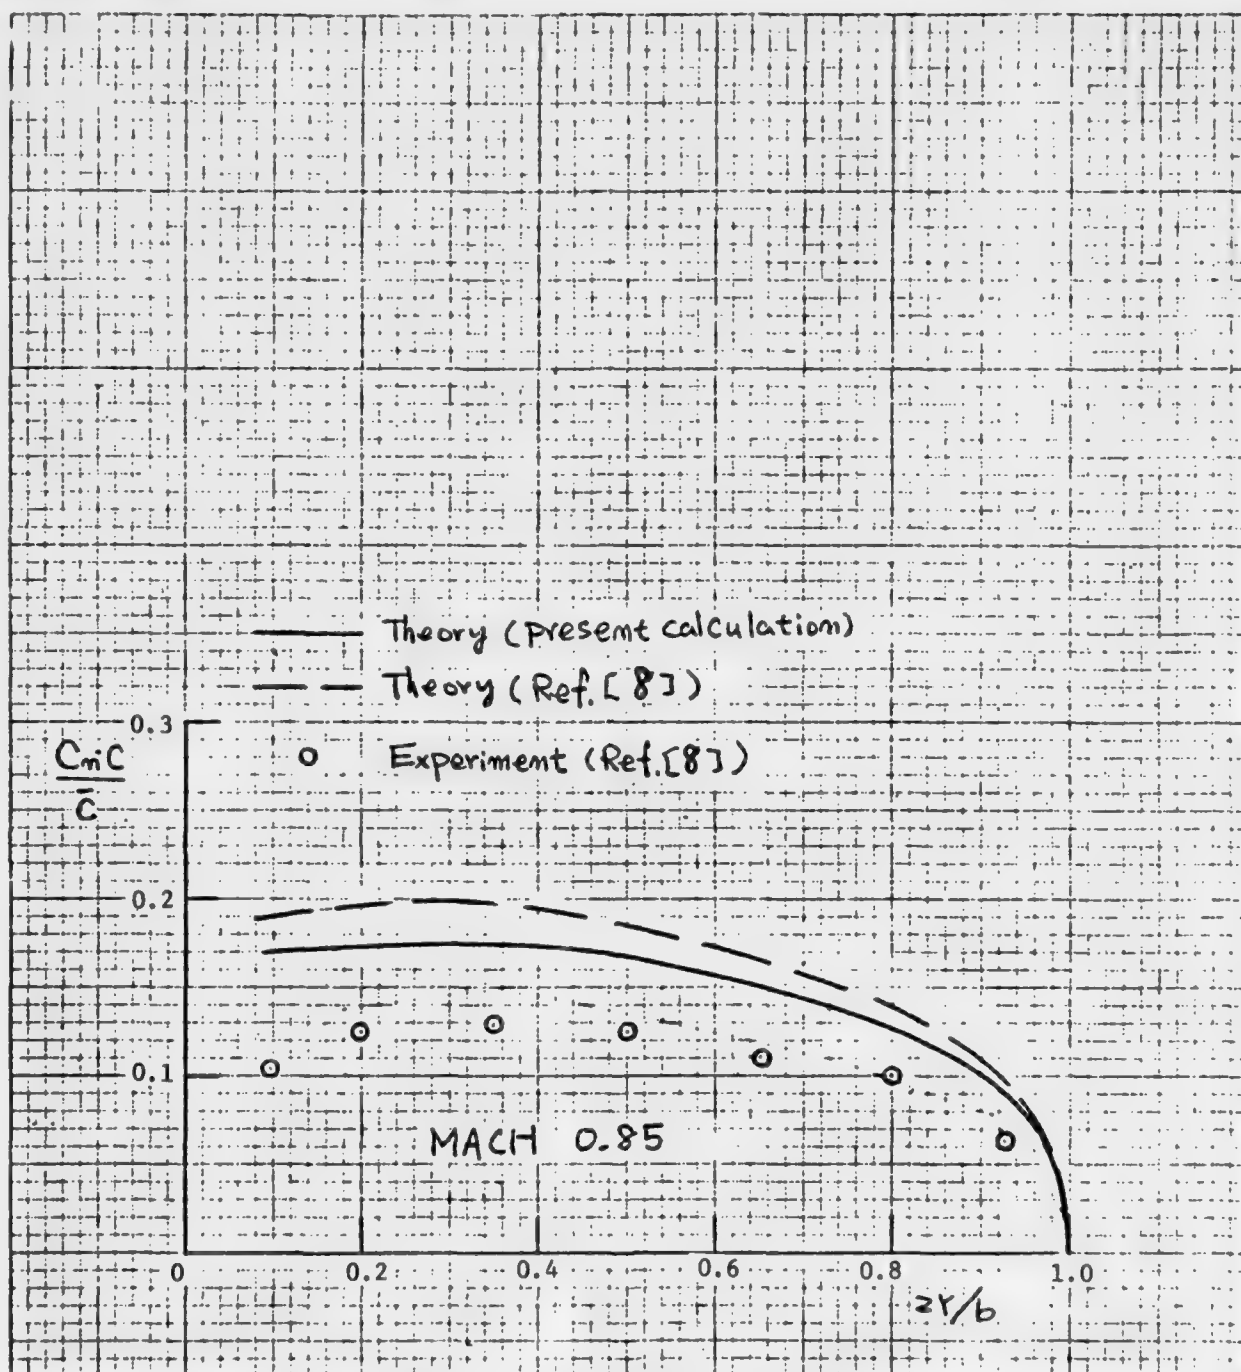 Theory (present calculation)
Theory (Ref.[8])
0.3
CnC
c̄
Experiment (Ref.[8])
0.2
0.1
MACH 0.85
0 0.2 0.4 0.6 0.8 1.0
2Y/b